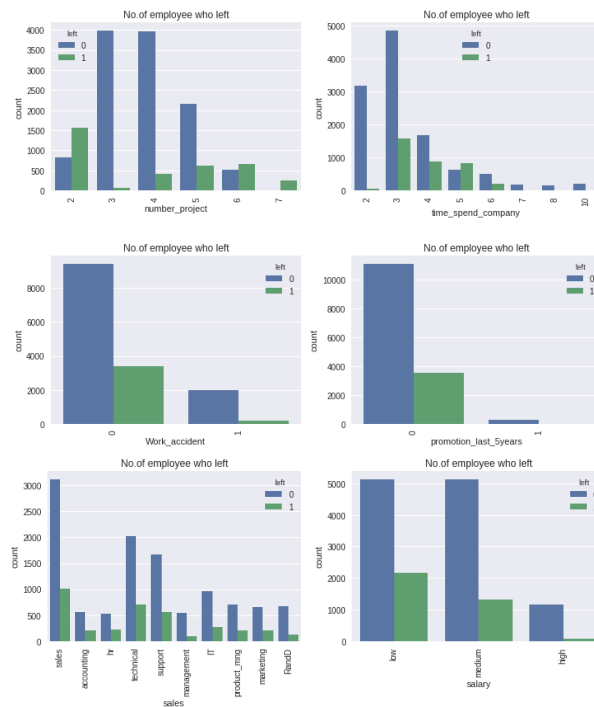 No.of employee who left
left
0
1
4000
3500
3000
2500
2000
1500
1000
500
0
count
2
3
4
5
6
7
number_project
No.of employee who left
left
0
1
5000
4000
3000
2000
1000
0
count
2
3
4
5
6
7
8
10
time_spend_company
No.of employee who left
left
0
1
8000
6000
4000
2000
0
count
0
1
Work_accident
No.of employee who left
left
0
1
10000
8000
6000
4000
2000
0
count
0
1
promotion_last_5years
No.of employee who left
left
0
1
3000
2500
2000
1500
1000
500
0
count
sales
accounting
hr
technical
support
management
IT
product_mng
marketing
RandD
sales
No.of employee who left
left
5000
4000
3000
2000
1000
0
count
low
medium
high
salary